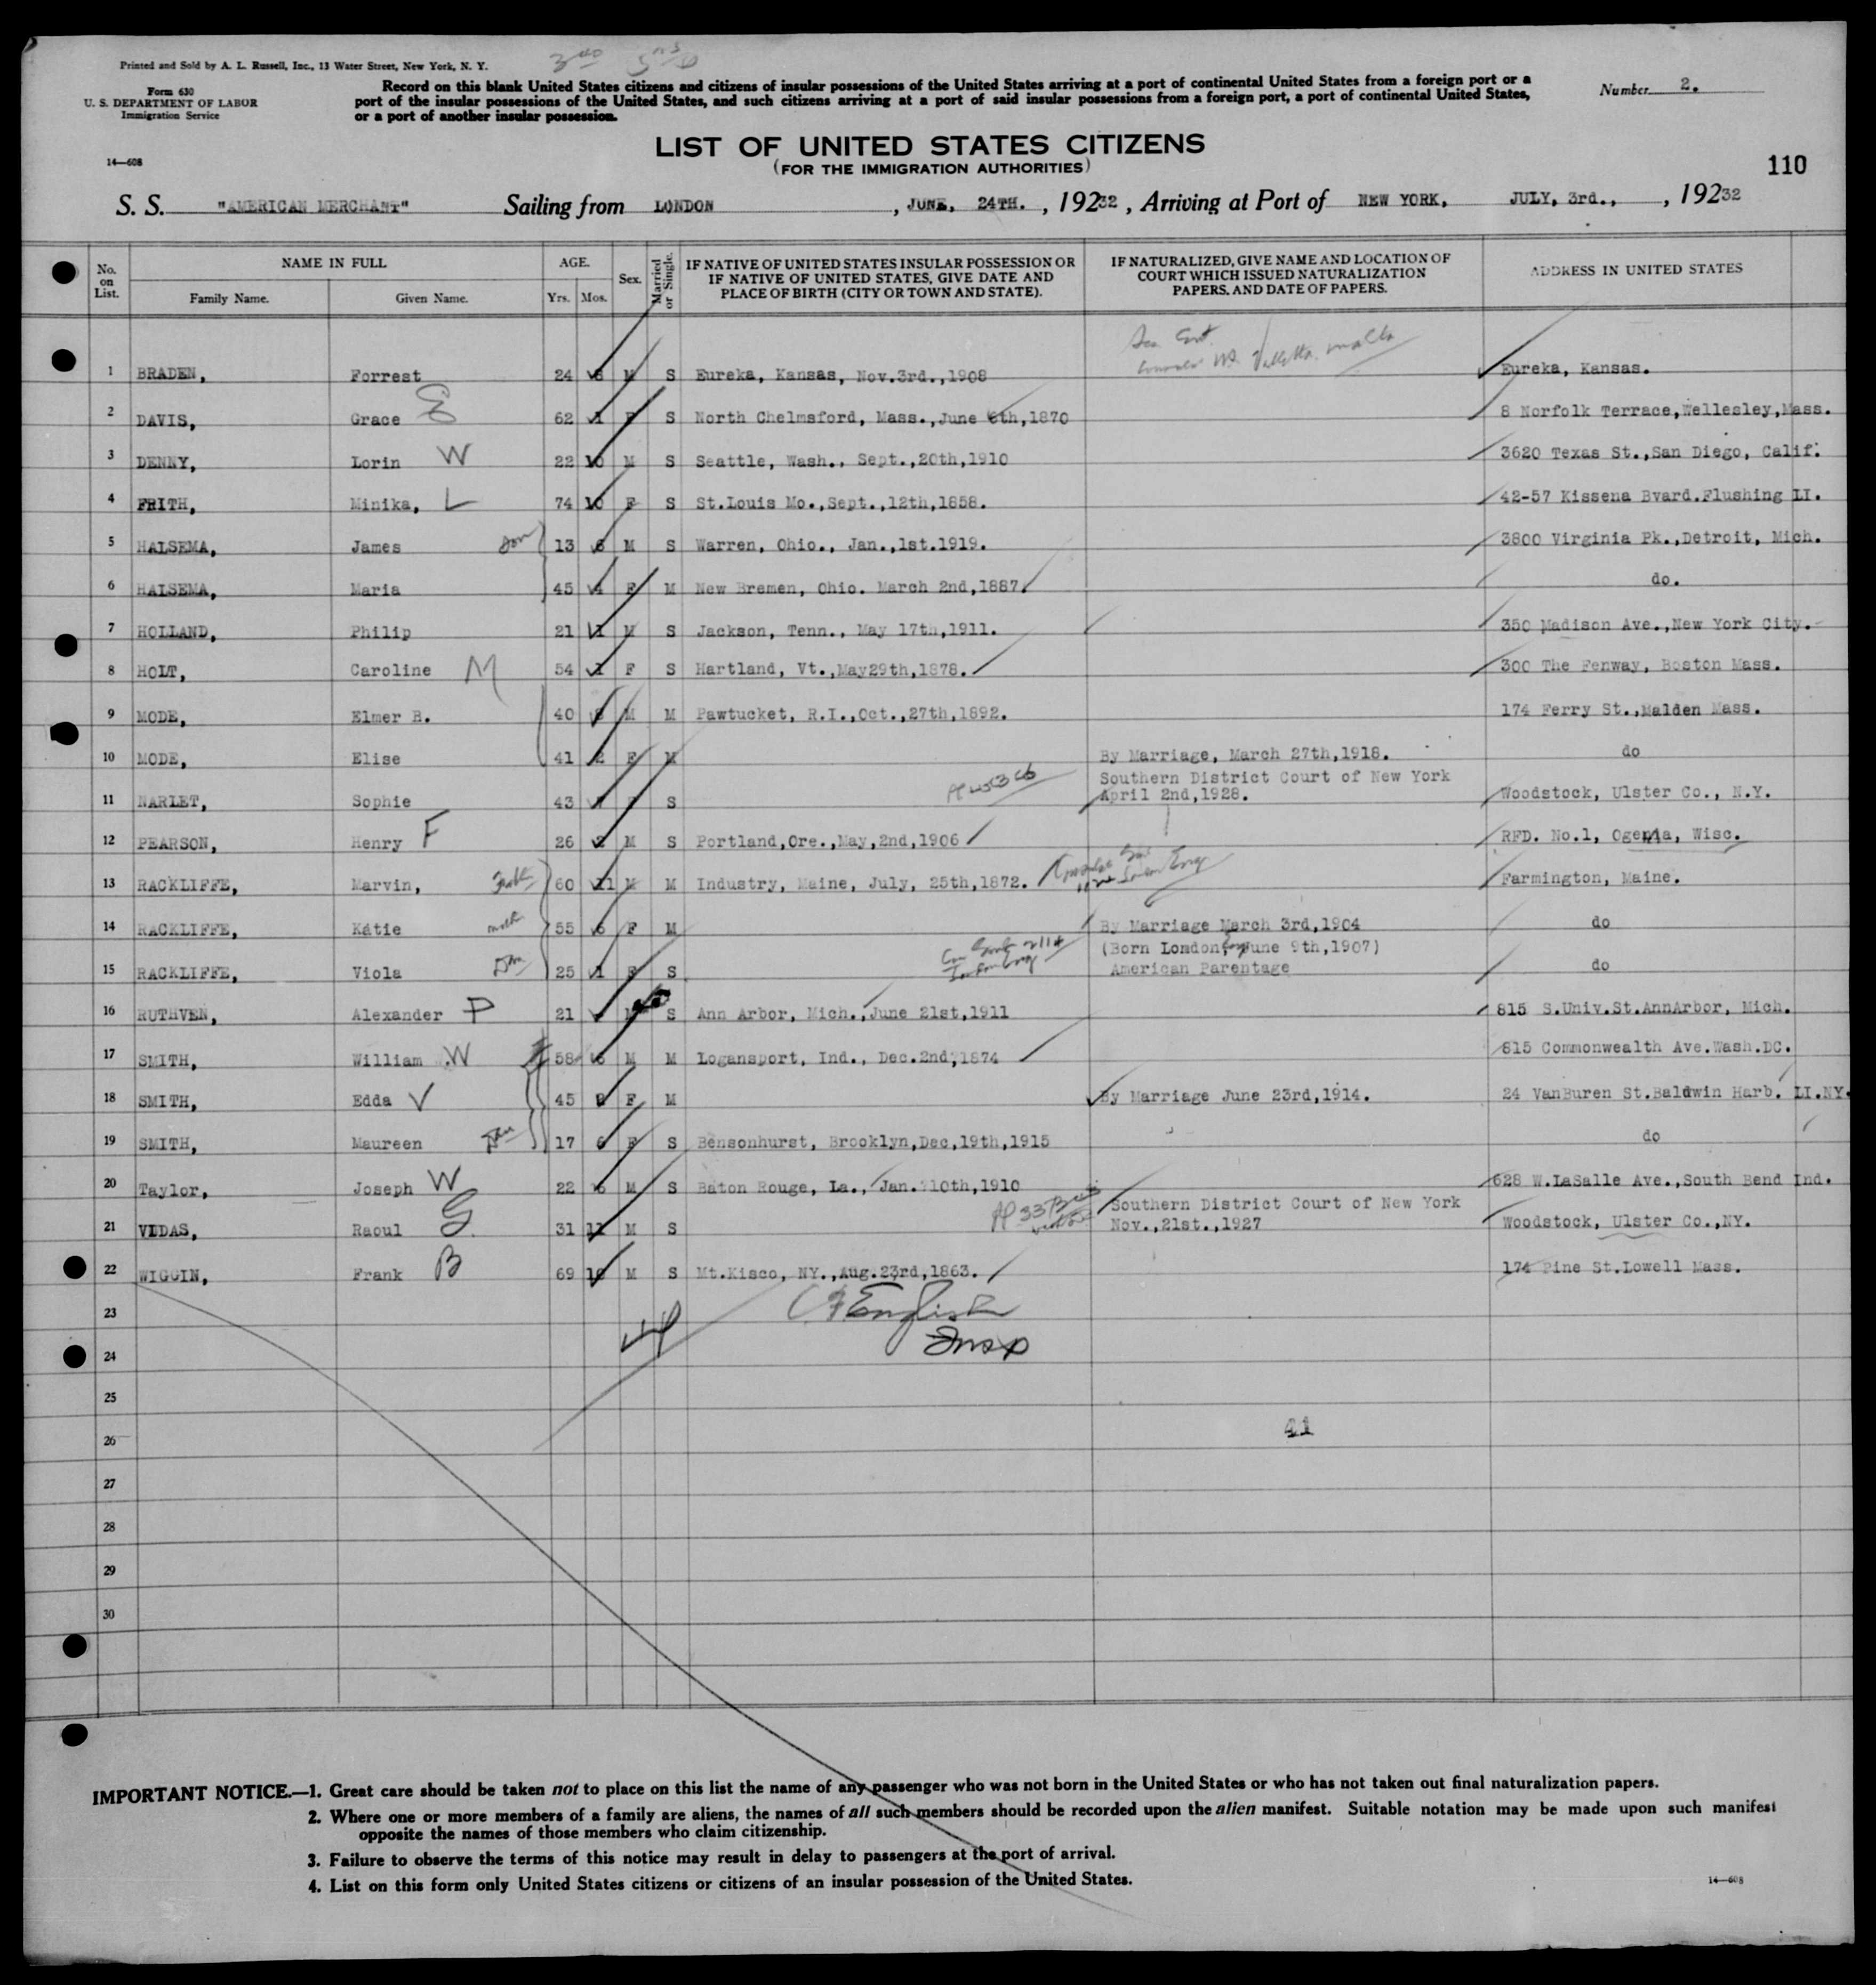 Printed and Sold by A. L. Russell, Inc., 13 Water Street, New York, N. Y.
3rd
Form 630
U. S. DEPARTMENT OF LABOR
Immigration Service
14—608
Record on this blank United States citizens and citizens of insular possessions of the United States arriving at a port of continental United States from a foreign port or a
port of the insular possessions of the United States, and such citizens arriving at a port of said insular possessions from a foreign port, a port of continental United States,
or a port of another insular possession.
Number 2.
LIST OF UNITED STATES CITIZENS
(FOR THE IMMIGRATION AUTHORITIES)
110
S. S. "AMERICAN MERCHANT" Sailing from LONDON, JUNE, 24TH., 19232, Arriving at Port of NEW YORK, JULY, 3rd.,, 19232
No. on List. NAME IN FULL Family Name. Given Name. AGE. Yrs. Mos. Sex. Married or Single. IF NATIVE OF UNITED STATES INSULAR POSSESSION OR IF NATIVE OF UNITED STATES, GIVE DATE AND PLACE OF BIRTH (CITY OR TOWN AND STATE). IF NATURALIZED, GIVE NAME AND LOCATION OF COURT WHICH ISSUED NATURALIZATION PAPERS, AND DATE OF PAPERS. ADDRESS IN UNITED STATES
1 BRADEN, Forrest 24 8 M S Eureka, Kansas, Nov.3rd.,1908 Valletta. Malta Eureka, Kansas.
2 DAVIS, Grace E 62 1 F S North Chelmsford, Mass.,June 6th,1870 8 Norfolk Terrace,Wellesley,Mass.
3 DENNY, Lorin W 22 10 M S Seattle, Wash., Sept.,20th,1910 3620 Texas St.,San Diego, Calif.
4 FRITH, Minika, L 74 10 F S St.Louis Mo.,Sept.,12th,1858. 42-57 Kissena Bvard.Flushing LI.
5 HALSEMA, James son 13 6 M S Warren, Ohio., Jan.,1st.1919. 3800 Virginia Pk.,Detroit, Mich.
6 HALSEMA, Maria 45 4 F M New Bremen, Ohio. March 2nd,1887. do.
7 HOLLAND, Philip 21 1 M S Jackson, Tenn., May 17th,1911. 350 Madison Ave.,New York City.
8 HOLT, Caroline M 54 1 F S Hartland, Vt.,May29th,1878. 300 The Fenway, Boston Mass.
9 MODE, Elmer B. 40 M M Pawtucket, R.I.,Oct.,27th,1892. 174 Ferry St.,Malden Mass.
10 MODE, Elise 41 2 F M By Marriage, March 27th,1918. do
11 NARLET, Sophie 43 F S Southern District Court of New York April 2nd,1928. Woodstock, Ulster Co., N.Y.
12 PEARSON, Henry F 26 2 M S Portland,Ore.,May,2nd,1906 RFD. No.1, Ogema, Wisc.
13 RACKLIFFE, Marvin, Fath 60 11 M M Industry, Maine, July, 25th,1872. Farmington, Maine.
14 RACKLIFFE, Katie moth 55 6 F M By Marriage March 3rd,1904 do
15 RACKLIFFE, Viola Dau 25 1 F S (Born London, June 9th,1907) American Parentage do
16 RUTHVEN, Alexander P 21 M S Ann Arbor, Mich.,June 21st,1911 815 S.Univ.St.AnnArbor, Mich.
17 SMITH, William W 58 6 M M Logansport, Ind., Dec.2nd,1874 815 Commonwealth Ave.Wash.DC.
18 SMITH, Edda V 45 F M By Marriage June 23rd,1914. 24 VanBuren St.Baldwin Harb. LI.NY.
19 SMITH, Maureen Dau 17 6 F S Bensonhurst, Brooklyn,Dec,19th,1915 do
20 Taylor, Joseph W 22 6 M S Baton Rouge, La., Jan. 10th,1910 628 W.LaSalle Ave.,South Bend Ind.
21 VIDAS, Raoul G. 31 11 M S Southern District Court of New York Nov.,21st.,1927 Woodstock, Ulster Co.,NY.
22 WIGGIN, Frank B 69 10 M S Mt.Kisco, NY.,Aug.23rd,1863. 174 Pine St.Lowell Mass.
23
English
Insp
24
25
26
41
27
28
29
30
IMPORTANT NOTICE.—1. Great care should be taken not to place on this list the name of any passenger who was not born in the United States or who has not taken out final naturalization papers.
2. Where one or more members of a family are aliens, the names of all such members should be recorded upon the alien manifest. Suitable notation may be made upon such manifest
opposite the names of those members who claim citizenship.
3. Failure to observe the terms of this notice may result in delay to passengers at the port of arrival.
4. List on this form only United States citizens or citizens of an insular possession of the United States.
14—608